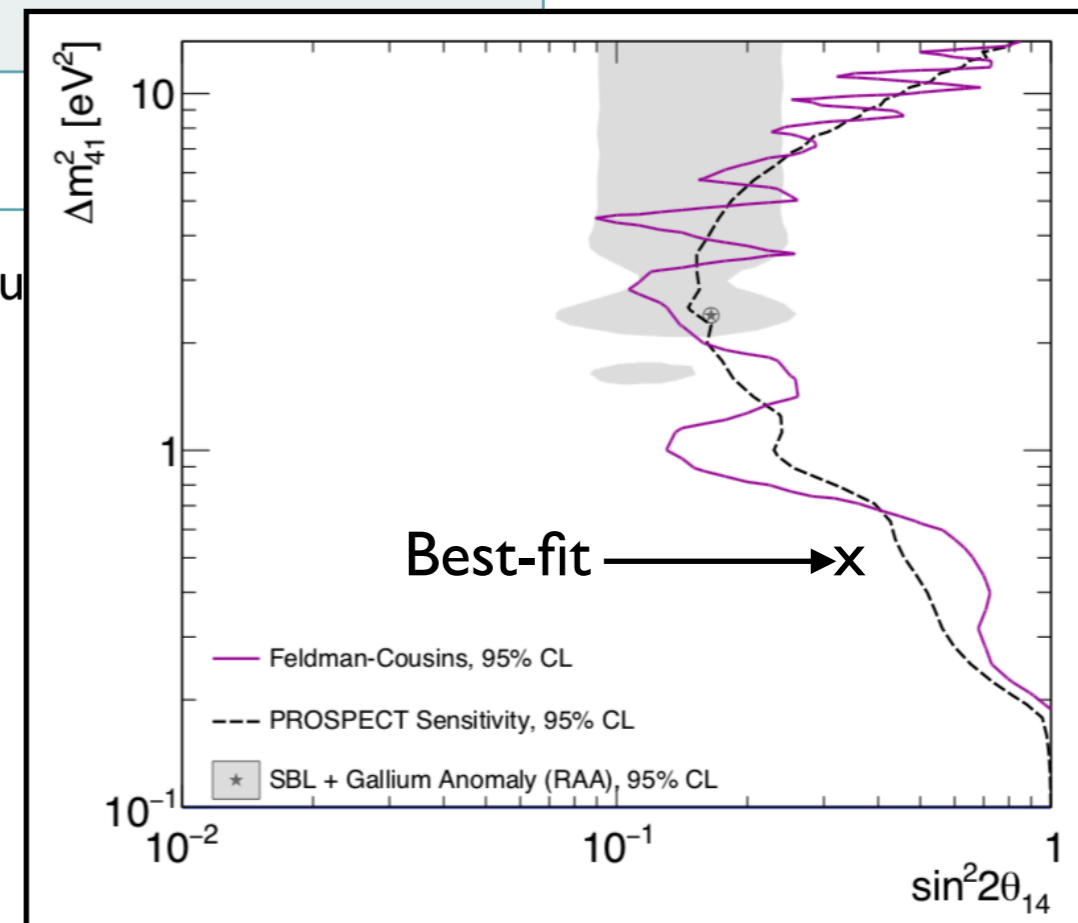 Δm²₄₁ [eV²]
10
u
1
Best-fit x
Feldman-Cousins, 95% CL
PROSPECT Sensitivity, 95% CL
SBL + Gallium Anomaly (RAA), 95% CL
10⁻¹
10⁻² 10⁻¹ 1
sin²2θ₁₄